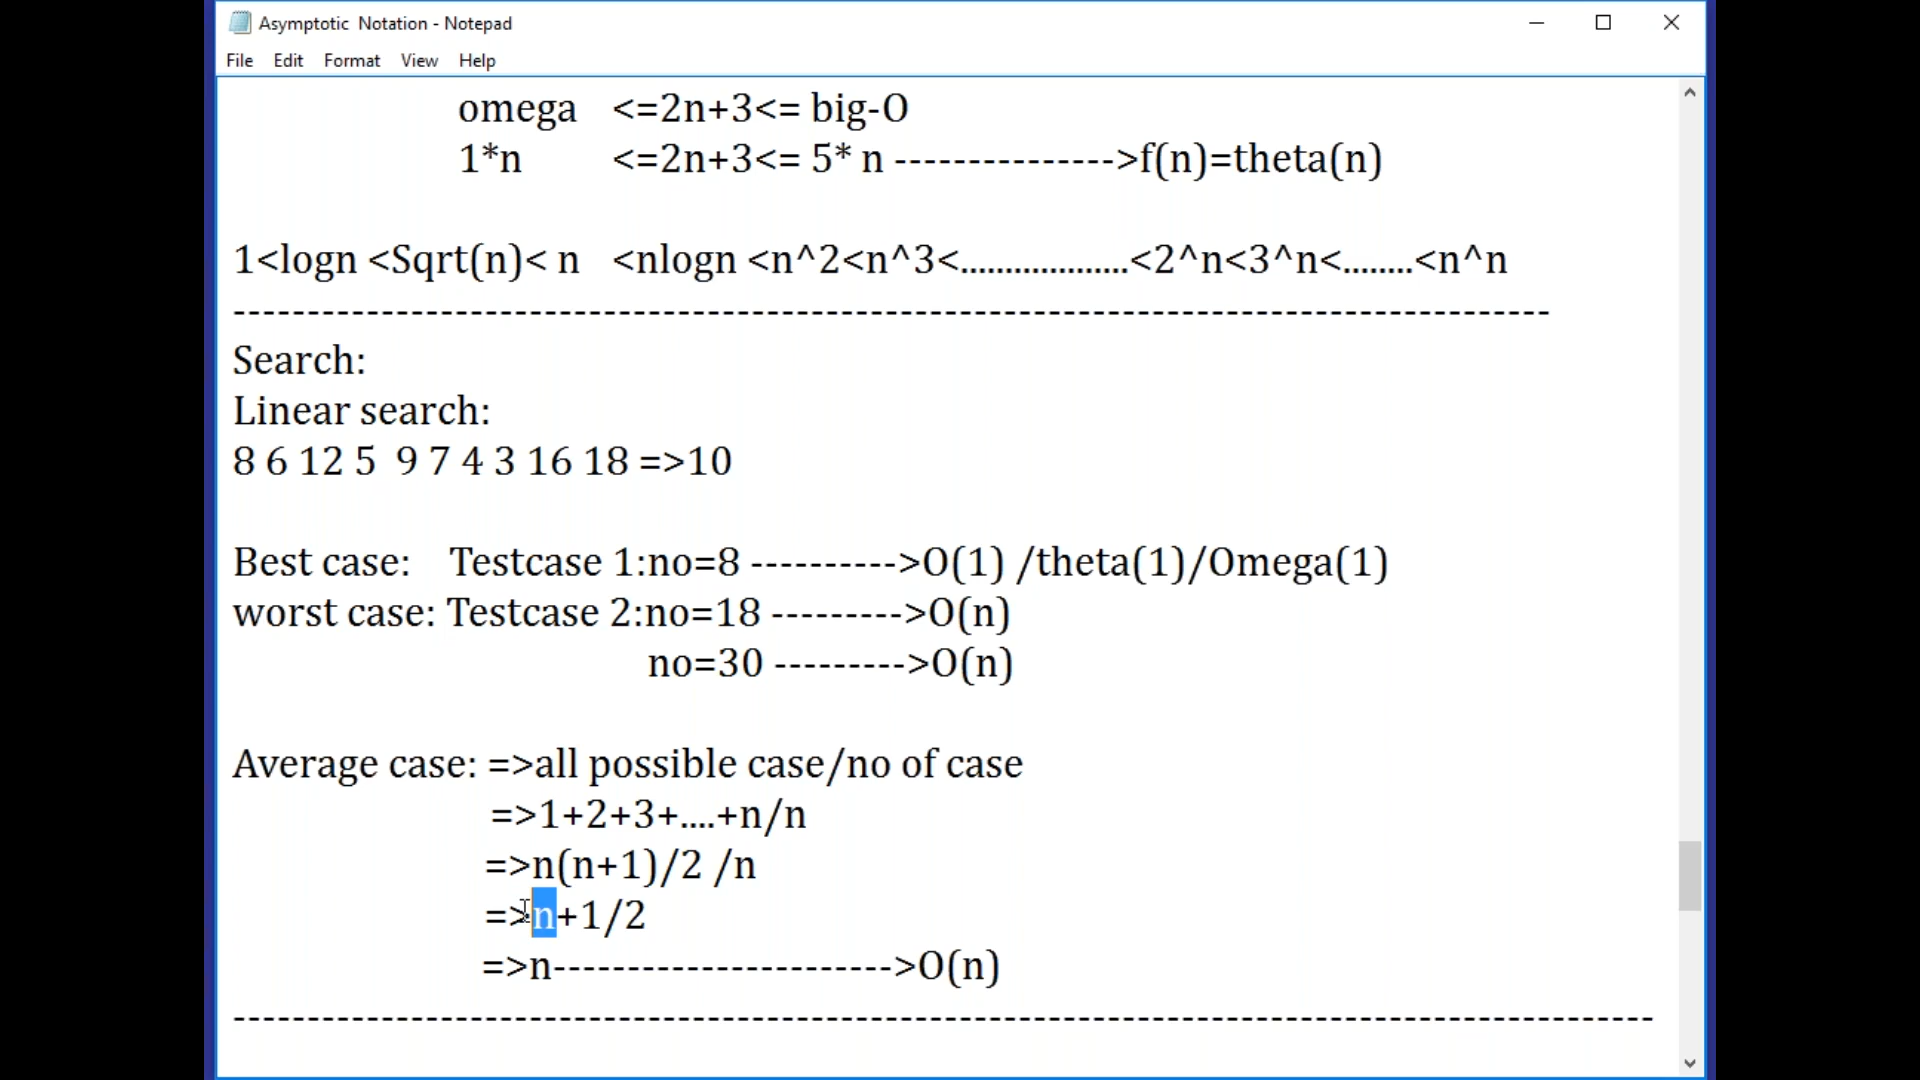 Asymptotic Notation - Notepad
File Edit Format View Help
omega <=2n+3<= big-O
1*n <=2n+3<= 5* n --------------->f(n)=theta(n)
1<logn <Sqrt(n)< n <nlogn <n^2<n^3<...................<2^n<3^n<........<n^n
------------------------------------------------------------------------------------------
Search:
Linear search:
8 6 12 5 9 7 4 3 16 18 =>10
Best case: Testcase 1:no=8 ---------->O(1) /theta(1)/Omega(1)
worst case: Testcase 2:no=18 --------->O(n)
no=30 --------->O(n)
Average case: =>all possible case/no of case
=>1+2+3+....+n/n
=>n(n+1)/2 /n
=>n+1/2
=>n----------------------->O(n)
-------------------------------------------------------------------------------------------------